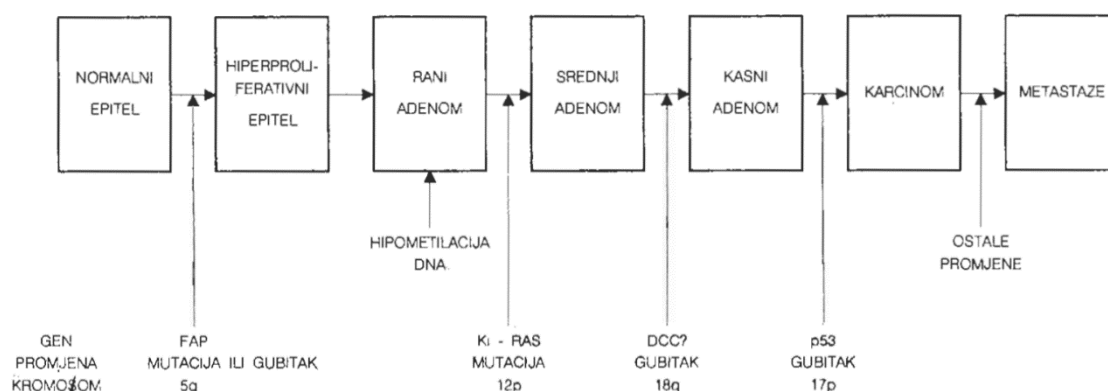 NORMALNI
EPITEL
HIPERPROLI-
FERATIVNI
EPITEL
RANI
ADENOM
SREDNJI
ADENOM
KASNI
ADENOM
KARCINOM
METASTAZE
HIPOMETILACIJA
DNA.
OSTALE
PROMJENE
GEN
PROMJENA
KROMOSOM
FAP
MUTACIJA ILI GUBITAK
5q
Ki - RAS
MUTACIJA
12p
DCC?
GUBITAK
18q
p53
GUBITAK
17p